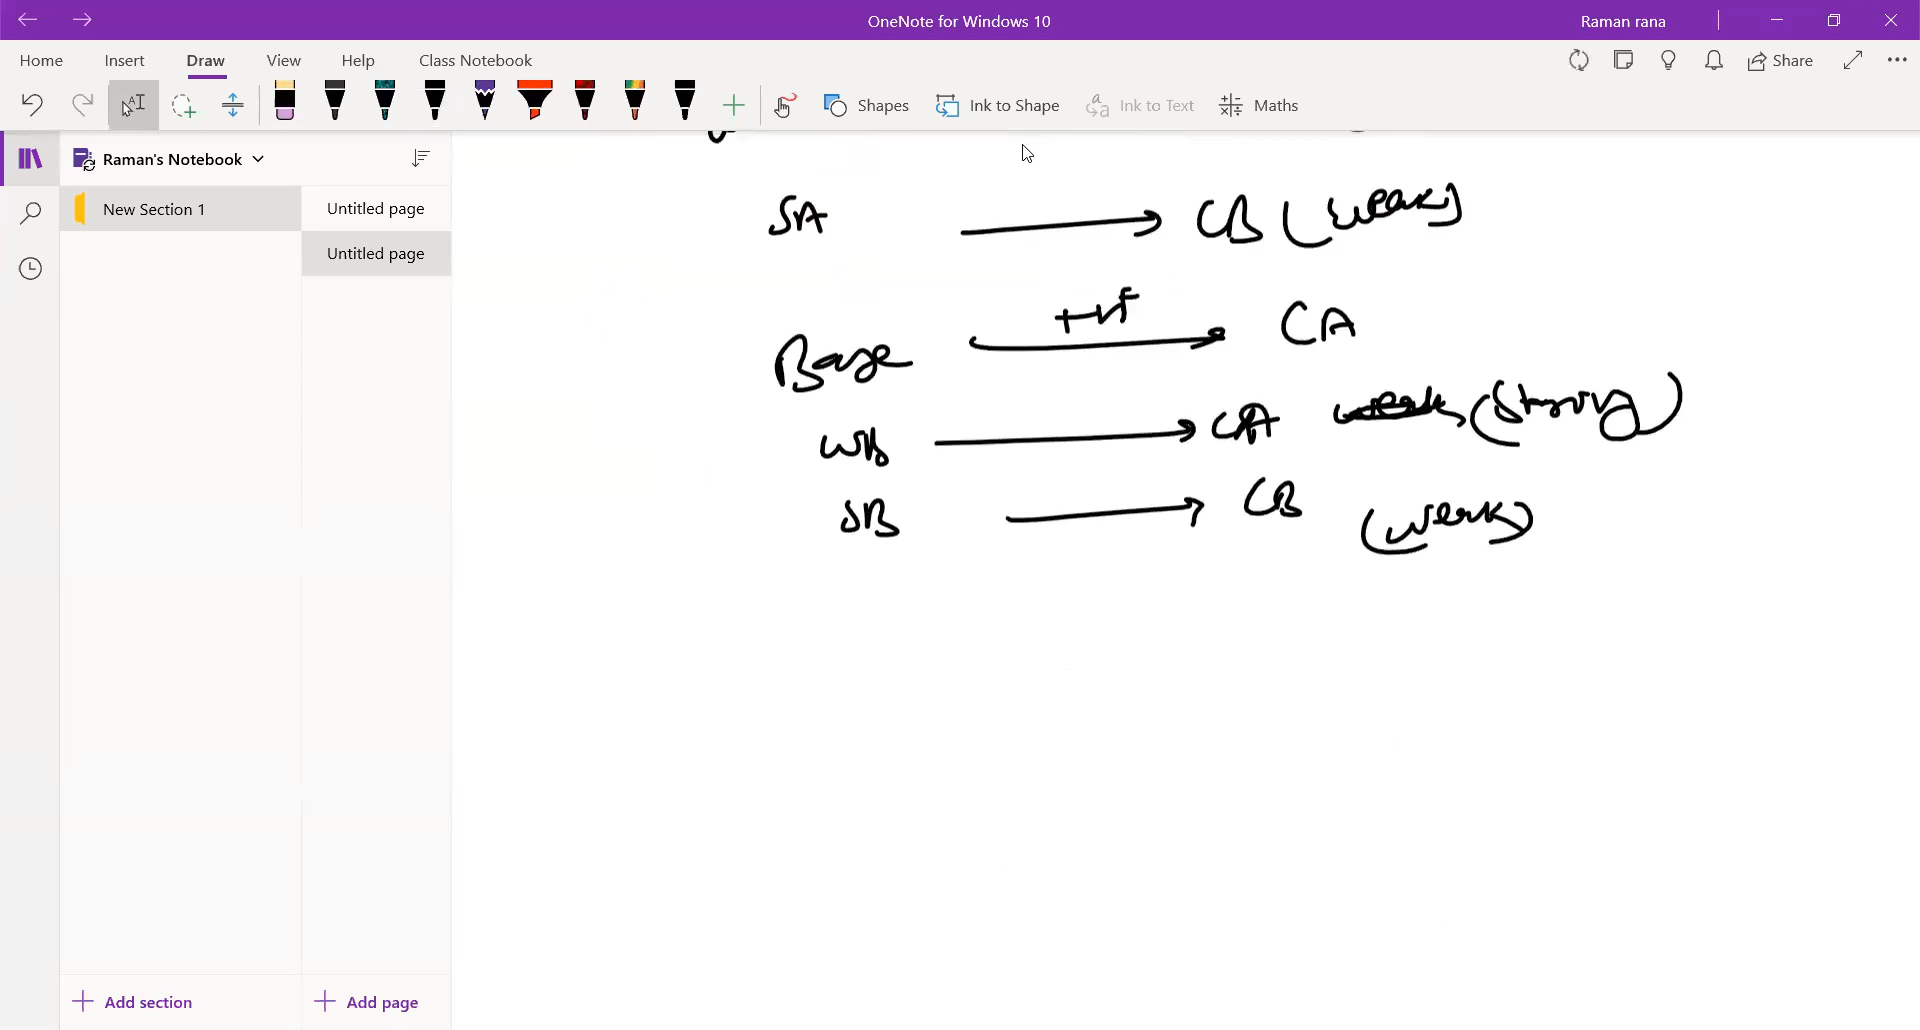 OneNote for Windows 10
Raman rana
Home Insert Draw View Help Class Notebook
Share
Shapes Ink to Shape Ink to Text Maths
Raman's Notebook
New Section 1
Untitled page
Untitled page
SA → CB (weak)
Base +H⁺ → CA
WB → CA (strong)
SB → CB (weak)
Add section
Add page